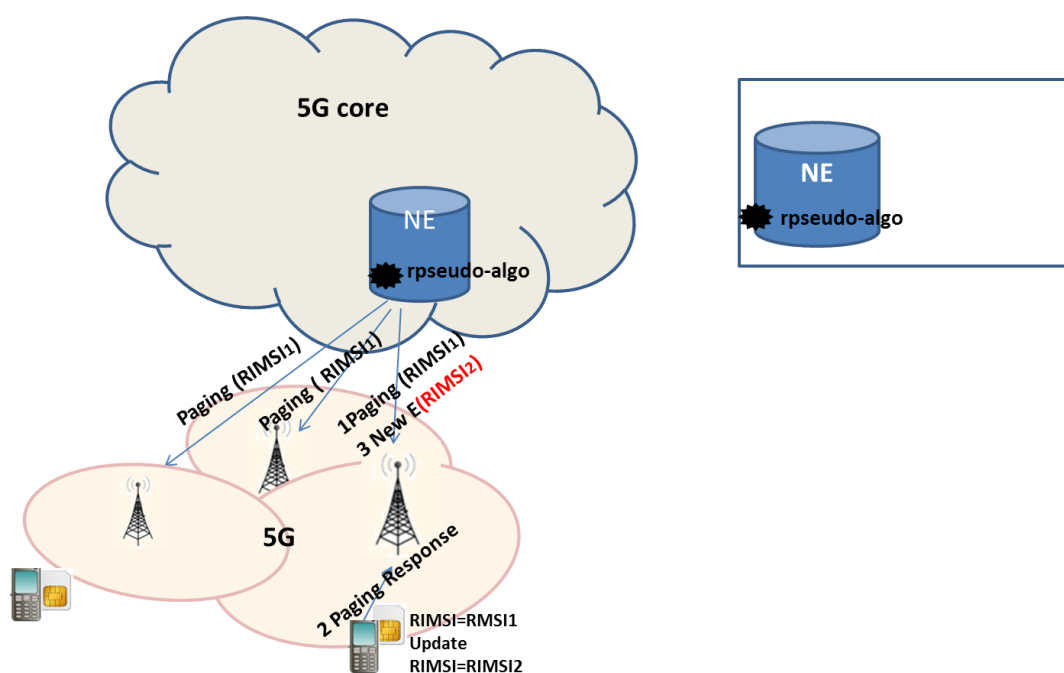 5G core
NE
rpseudo-algo
NE
rpseudo-algo
Paging (RIMSI1)
Paging ( RIMSI1)
1Paging (RIMSI1)
3 New E(RIMSI2)
5G
2 Paging Response
RIMSI=RMSI1
Update
RIMSI=RIMSI2